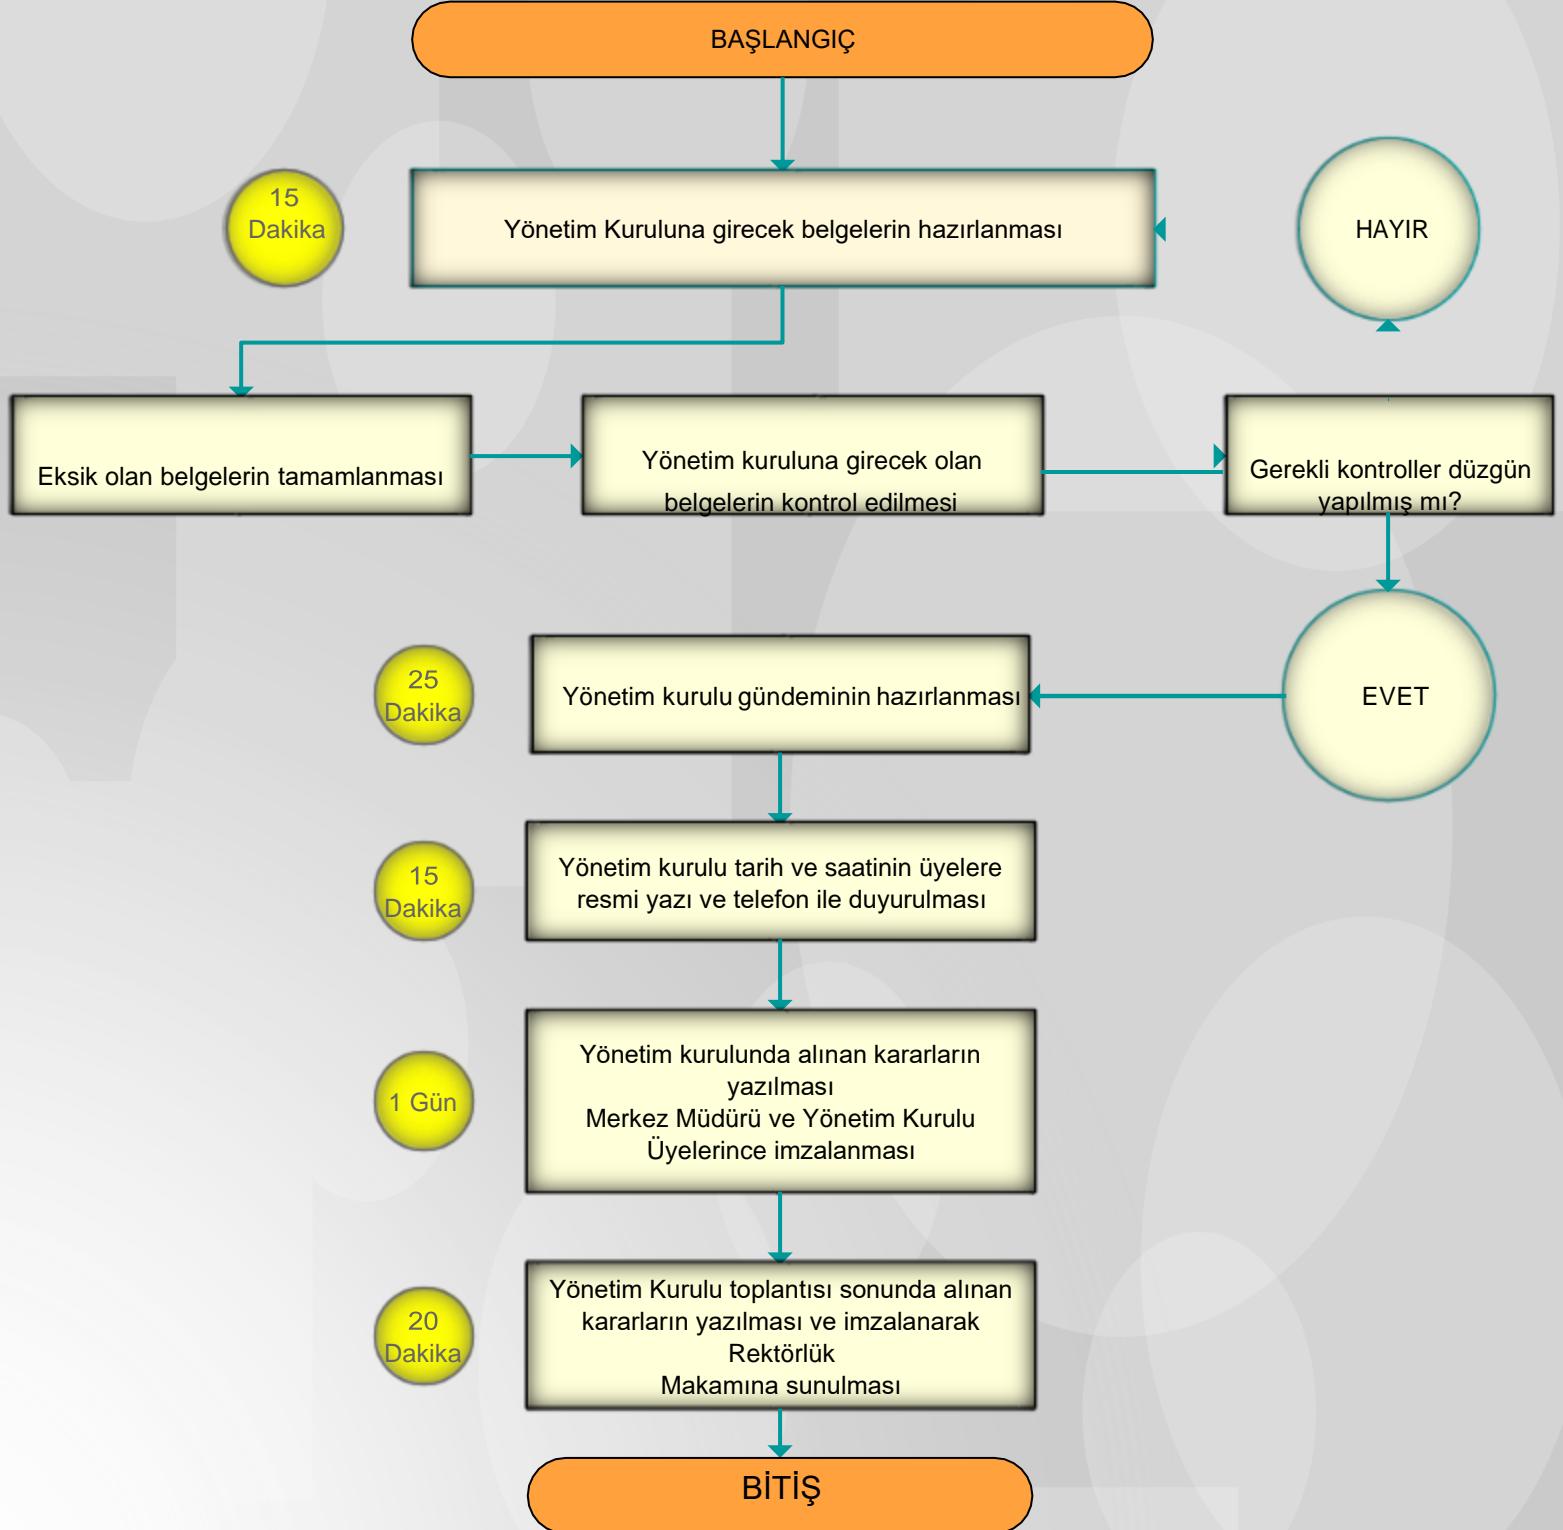 BAŞLANGIÇ
15
Dakika
Yönetim Kuruluna girecek belgelerin hazırlanması
HAYIR
Eksik olan belgelerin tamamlanması
Yönetim kuruluna girecek olan
belgelerin kontrol edilmesi
Gerekli kontroller düzgün
yapılmış mı?
25
Dakika
Yönetim kurulu gündeminin hazırlanması
EVET
15
Dakika
Yönetim kurulu tarih ve saatinin üyelere
resmi yazı ve telefon ile duyurulması
1 Gün
Yönetim kurulunda alınan kararların
yazılması
Merkez Müdürü ve Yönetim Kurulu
Üyelerince imzalanması
20
Dakika
Yönetim Kurulu toplantısı sonunda alınan
kararların yazılması ve imzalanarak
Rektörlük
Makamına sunulması
BİTİŞ